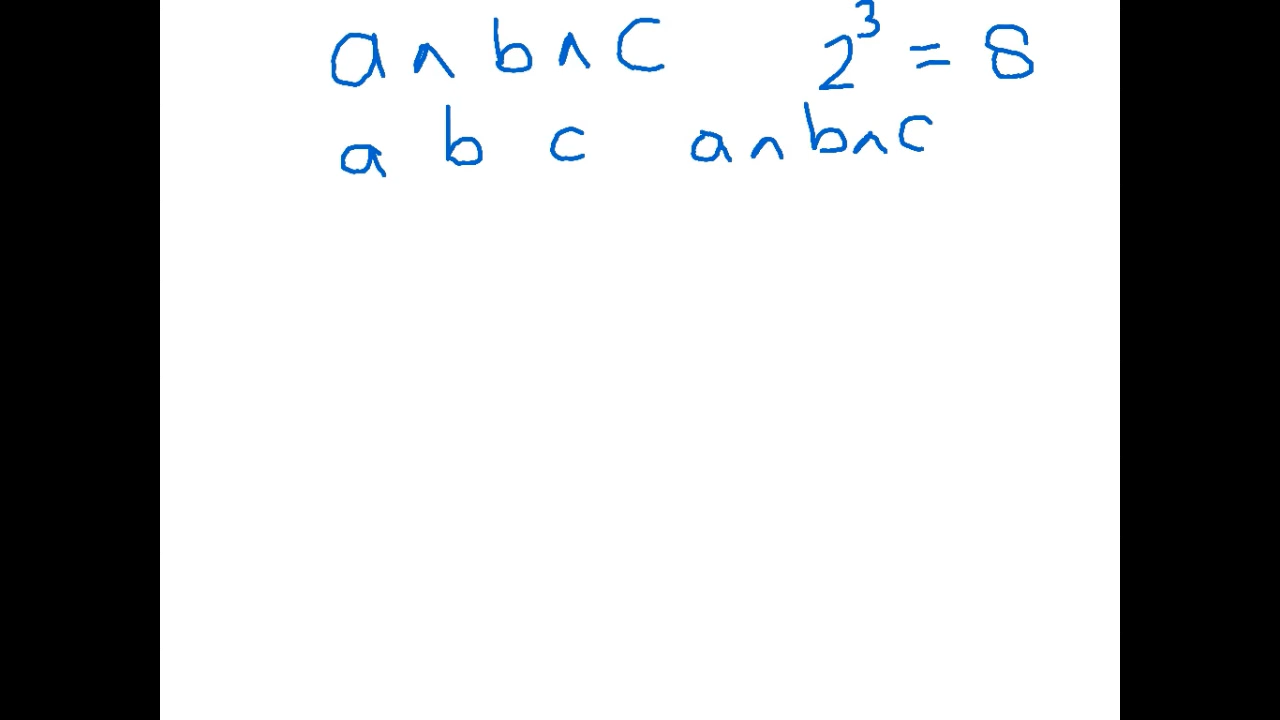 a ∧ b ∧ c 2³ = 8
a b c a ∧ b ∧ c